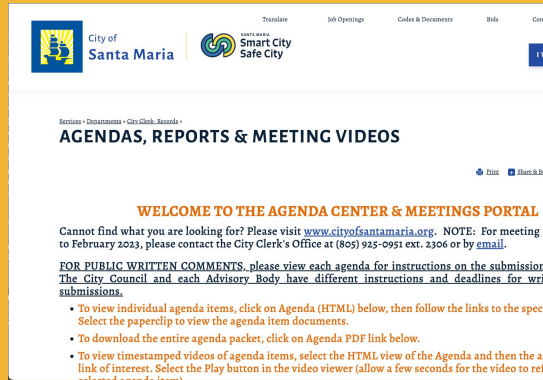 Translate Job Openings Codes & Documents Bids
City of
Santa Maria
SANTA MARIA
Smart City
Safe City
Services » Departments » City Clerk- Records »
AGENDAS, REPORTS & MEETING VIDEOS
Print Share &
WELCOME TO THE AGENDA CENTER & MEETINGS PORTAL
Cannot find what you are looking for? Please visit www.cityofsantamaria.org. NOTE: For meeting
to February 2023, please contact the City Clerk's Office at (805) 925-0951 ext. 2306 or by email.
FOR PUBLIC WRITTEN COMMENTS, please view each agenda for instructions on the submission
The City Council and each Advisory Body have different instructions and deadlines for wri
submissions.
• To view individual agenda items, click on Agenda (HTML) below, then follow the links to the spec
Select the paperclip to view the agenda item documents.
• To download the entire agenda packet, click on Agenda PDF link below.
• To view timestamped videos of agenda items, select the HTML view of the Agenda and then the a
link of interest. Select the Play button in the video viewer (allow a few seconds for the video to
selected agenda item)